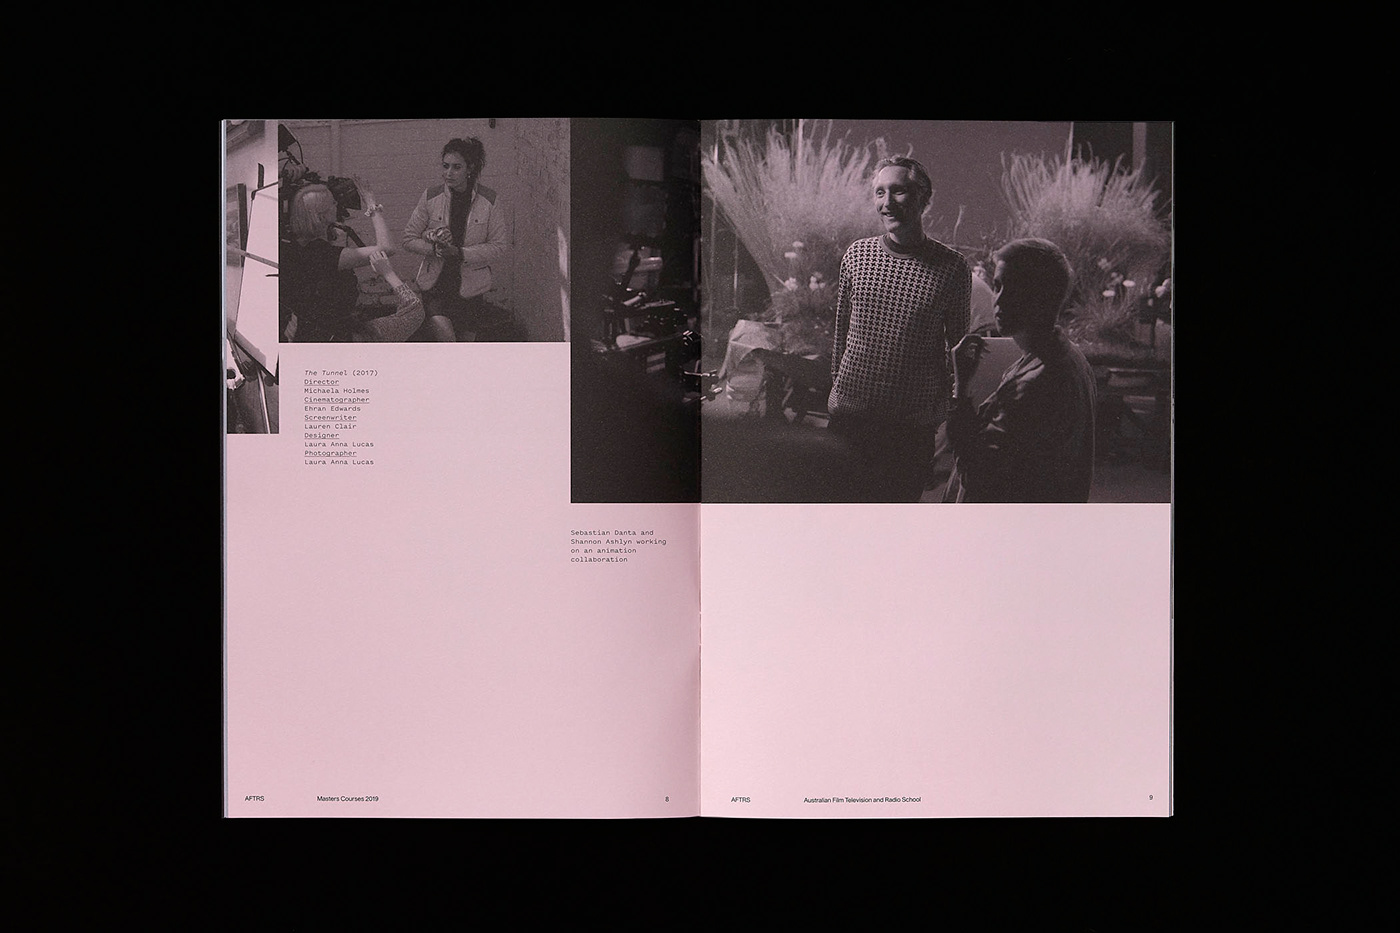 The Tunnel (2017)
Director
Michaela Holmes
Cinematographer
Ehran Edwards
Screenwriter
Lauren Clair
Designer
Laura Anna Lucas
Photographer
Laura Anna Lucas
Sebastian Danta and
Shannon Ashlyn working
on an animation
collaboration
AFTRS
Masters Courses 2019
8
AFTRS
Australian Film Television and Radio School
9